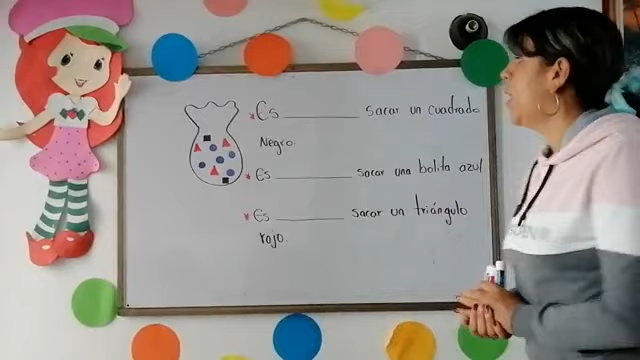 * Es ________ sacar un cuadrado
Negro.
* Es ________ sacar una bolita azul
* Es ________ sacar un triángulo
rojo.